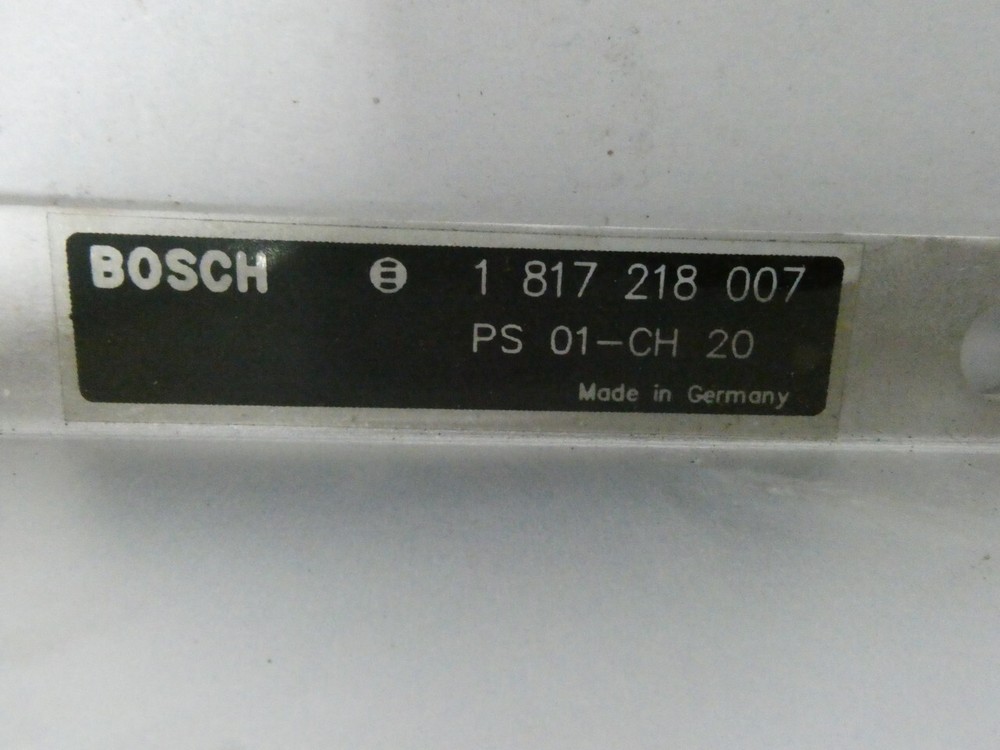 BOSCH 1 817 218 007
PS 01-CH 20
Made in Germany